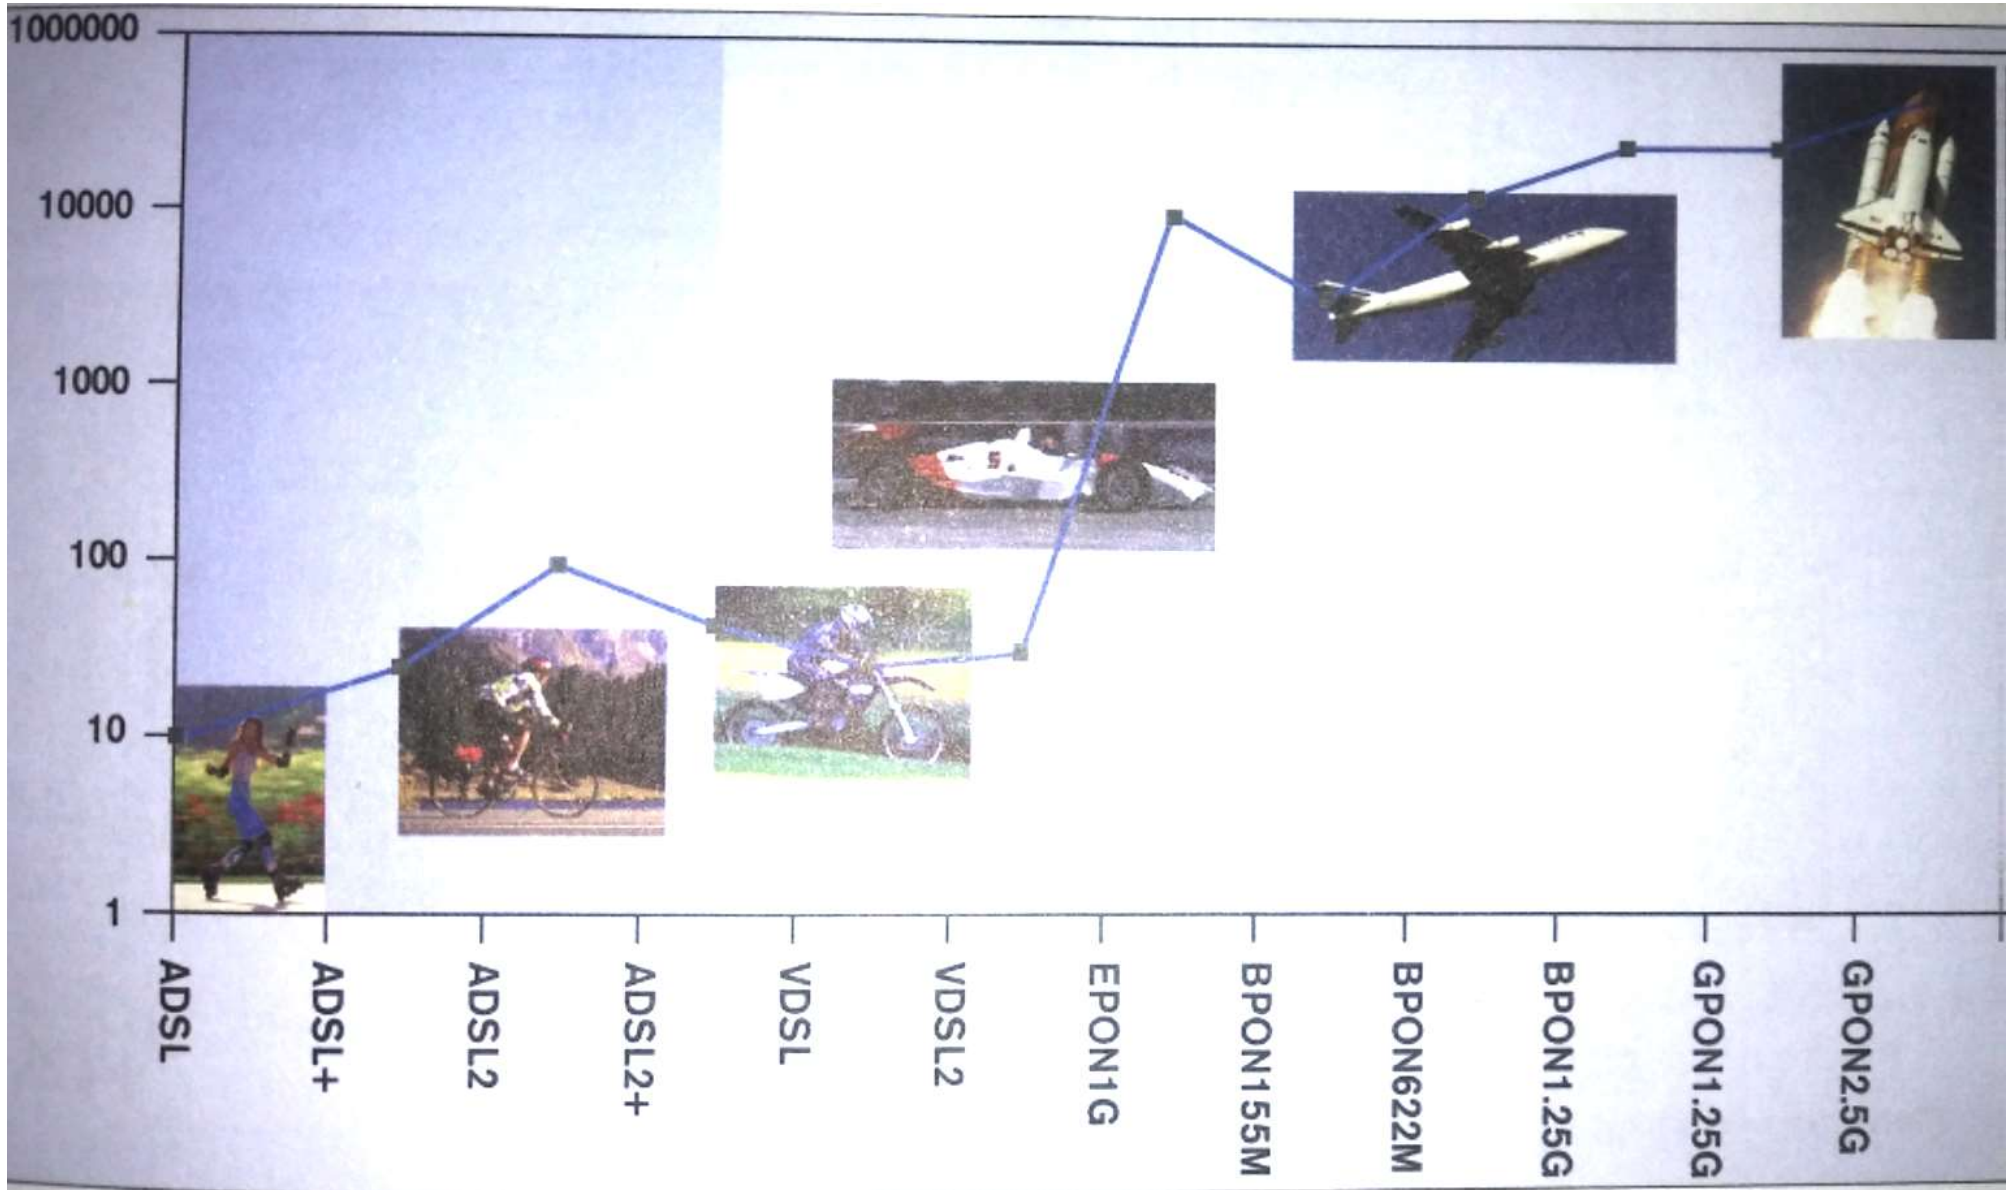 1000000
10000
1000
100
10
1
ADSL
ADSL+
ADSL2
ADSL2+
VDSL
VDSL2
EPON1G
BPON155M
BPON622M
BPON1.25G
GPON1.25G
GPON2.5G